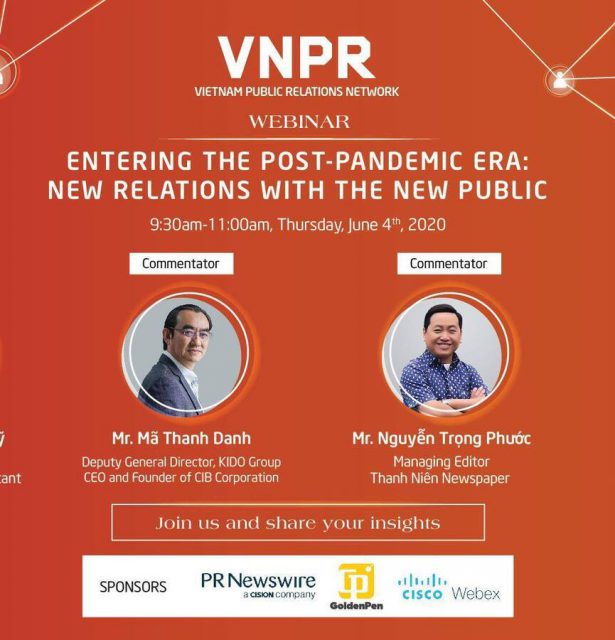 VNPR
VIETNAM PUBLIC RELATIONS NETWORK
WEBINAR
ENTERING THE POST-PANDEMIC ERA:
NEW RELATIONS WITH THE NEW PUBLIC
9:30am-11:00am, Thursday, June 4th, 2020
Commentator
Mr. Mã Thanh Danh
Deputy General Director, KIDO Group
CEO and Founder of CIB Corporation
Commentator
Mr. Nguyễn Trọng Phước
Managing Editor
Thanh Niên Newspaper
Join us and share your insights
SPONSORS
PR Newswire
a CISION company
GoldenPen
CISCO Webex